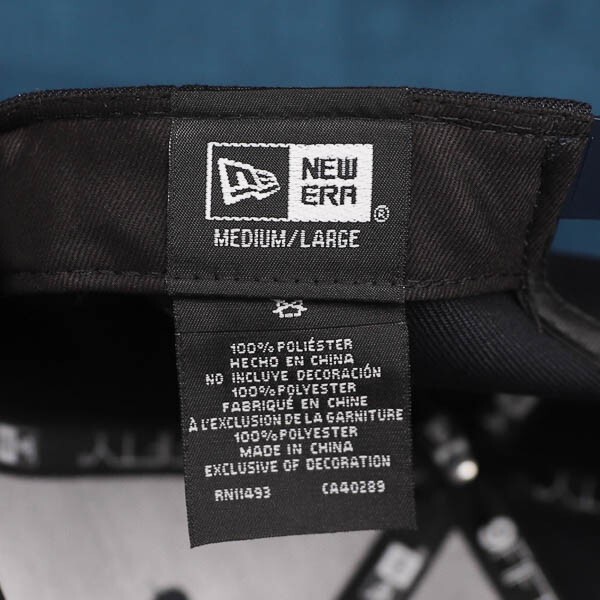 NEW
ERA
®
MEDIUM/LARGE
100% POLIÉSTER
HECHO EN CHINA
NO INCLUYE DECORACIÓN
100% POLYESTER
FABRIQUÉ EN CHINE
À L'EXCLUSION DE LA GARNITURE
100% POLYESTER
MADE IN CHINA
EXCLUSIVE OF DECORATION
RN11493 CA40289
FIFTY